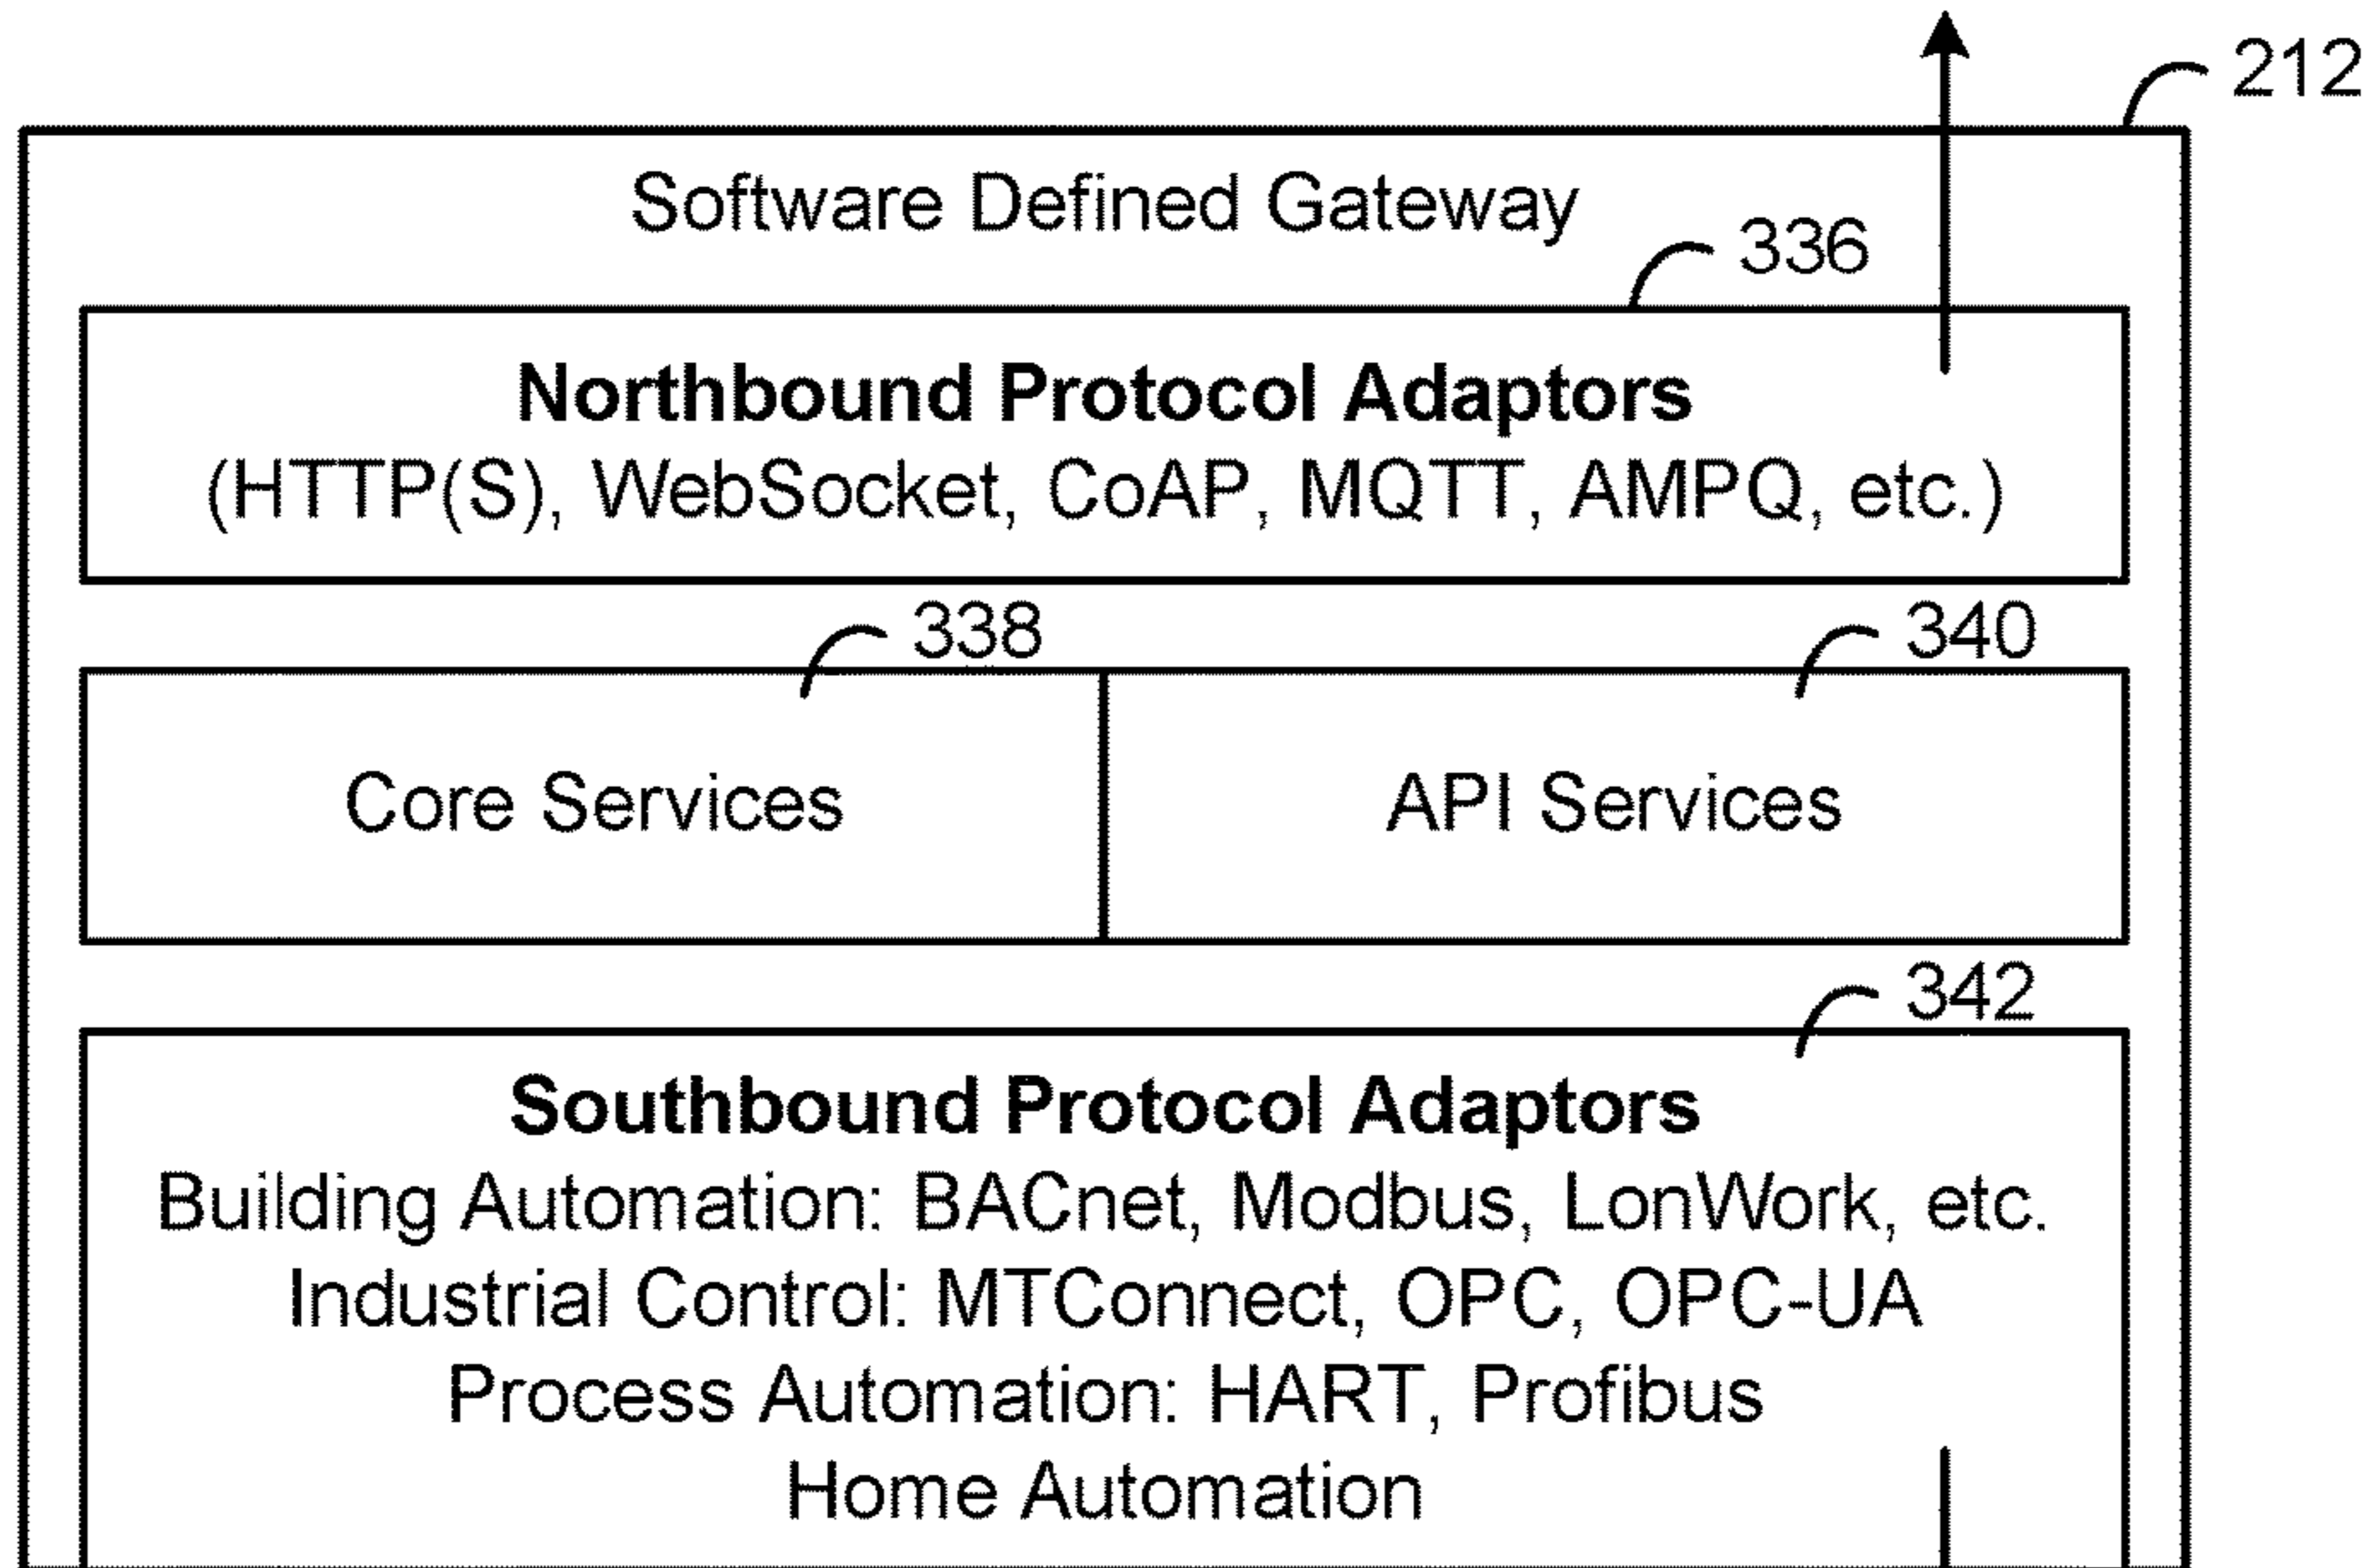 212
Software Defined Gateway
336
Northbound Protocol Adaptors
(HTTP(S), WebSocket, CoAP, MQTT, AMPQ, etc.)
338
340
Core Services
API Services
342
Southbound Protocol Adaptors
Building Automation: BACnet, Modbus, LonWork, etc.
Industrial Control: MTConnect, OPC, OPC-UA
Process Automation: HART, Profibus
Home Automation